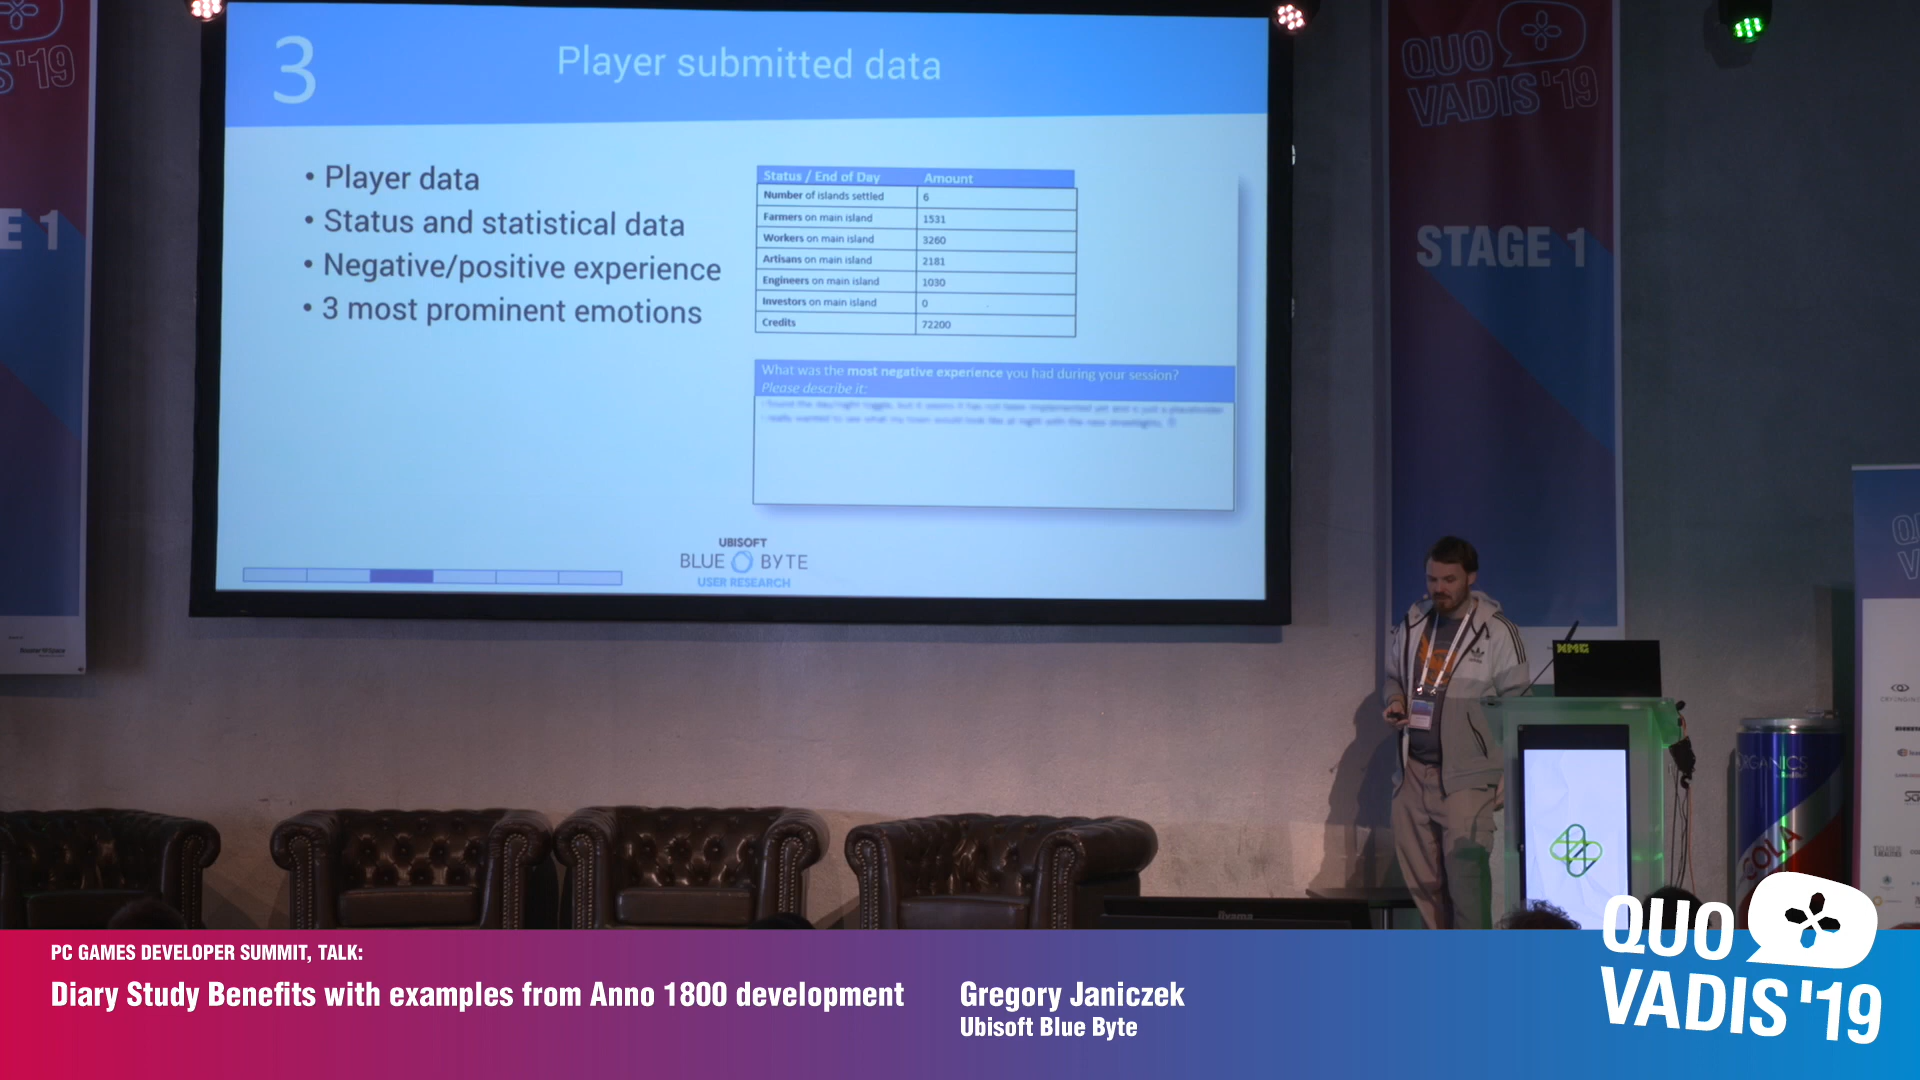 3
Player submitted data
• Player data
• Status and statistical data
• Negative/positive experience
• 3 most prominent emotions
Status / End of Day Amount
Number of islands settled 6
Farmers on main island 1531
Workers on main island 3260
Artisans on main island 2181
Engineers on main island 1030
Investors on main island 0
Credits 72200
What was the most negative experience you had during your session?
Please describe it:
UBISOFT
BLUE BYTE
USER RESEARCH
S'19
E 1
QUO
VADIS'19
STAGE 1
XMG
ORGANICS
COLA
iiyama
PC GAMES DEVELOPER SUMMIT, TALK:
Diary Study Benefits with examples from Anno 1800 development
Gregory Janiczek
Ubisoft Blue Byte
QUO
VADIS'19